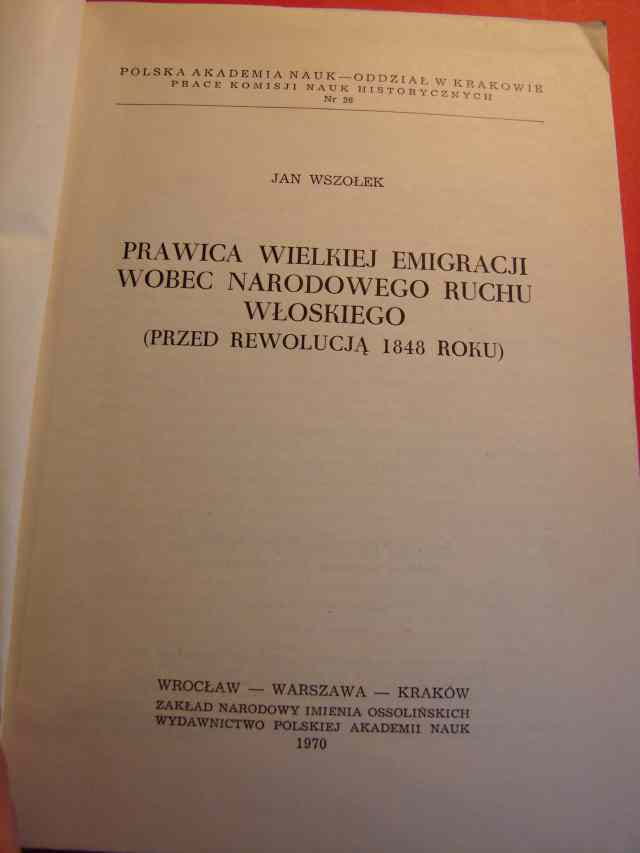 POLSKA AKADEMIA NAUK—ODDZIAŁ W KRAKOWIE
PRACE KOMISJI NAUK HISTORYCZNYCH
Nr 26
JAN WSZOŁEK
PRAWICA WIELKIEJ EMIGRACJI
WOBEC NARODOWEGO RUCHU
WŁOSKIEGO
(PRZED REWOLUCJĄ 1848 ROKU)
WROCŁAW — WARSZAWA — KRAKÓW
ZAKŁAD NARODOWY IMIENIA OSSOLIŃSKICH
WYDAWNICTWO POLSKIEJ AKADEMII NAUK
1970